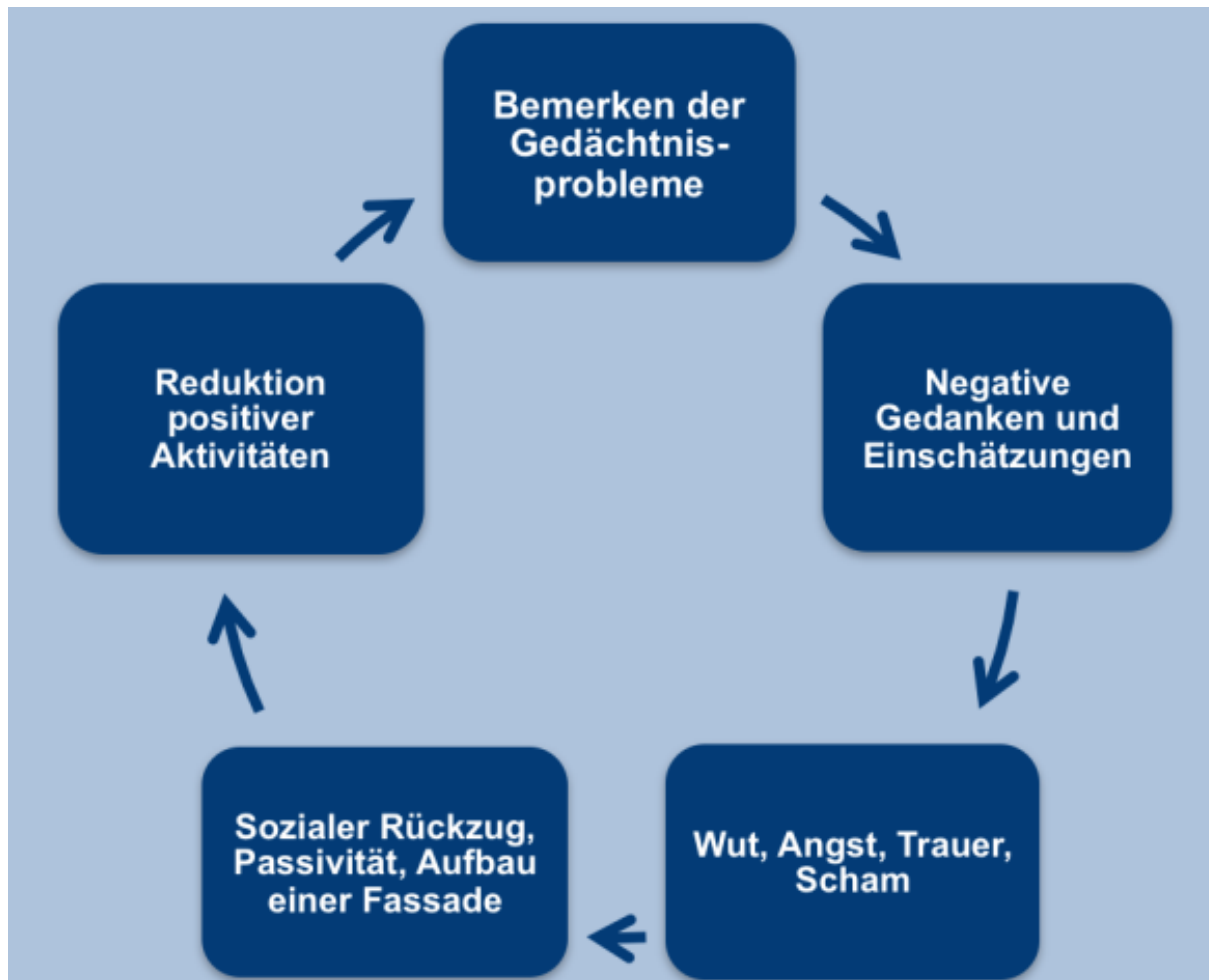 Bemerken der
Gedächtnis-
probleme
Negative
Gedanken und
Einschätzungen
Wut, Angst, Trauer,
Scham
Sozialer Rückzug,
Passivität, Aufbau
einer Fassade
Reduktion
positiver
Aktivitäten